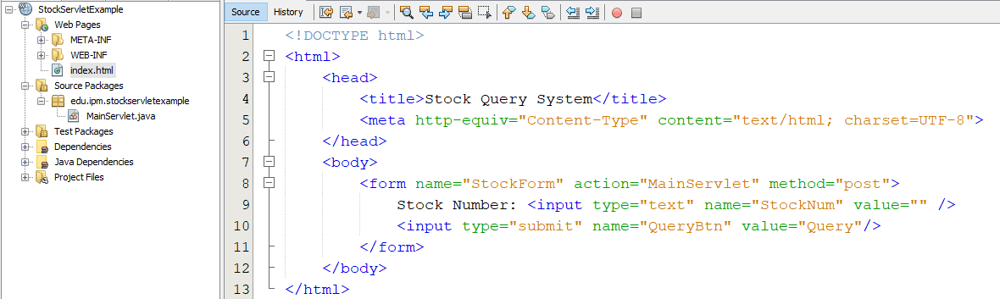 StockServletExample
Web Pages
META-INF
WEB-INF
index.html
Source Packages
edu.ipm.stockservletexample
MainServlet.java
Test Packages
Dependencies
Java Dependencies
Project Files
Source History
1 <!DOCTYPE html>
2 <html>
3 <head>
4 <title>Stock Query System</title>
5 <meta http-equiv="Content-Type" content="text/html; charset=UTF-8">
6 </head>
7 <body>
8 <form name="StockForm" action="MainServlet" method="post">
9 Stock Number: <input type="text" name="StockNum" value="" />
10 <input type="submit" name="QueryBtn" value="Query"/>
11 </form>
12 </body>
13 </html>